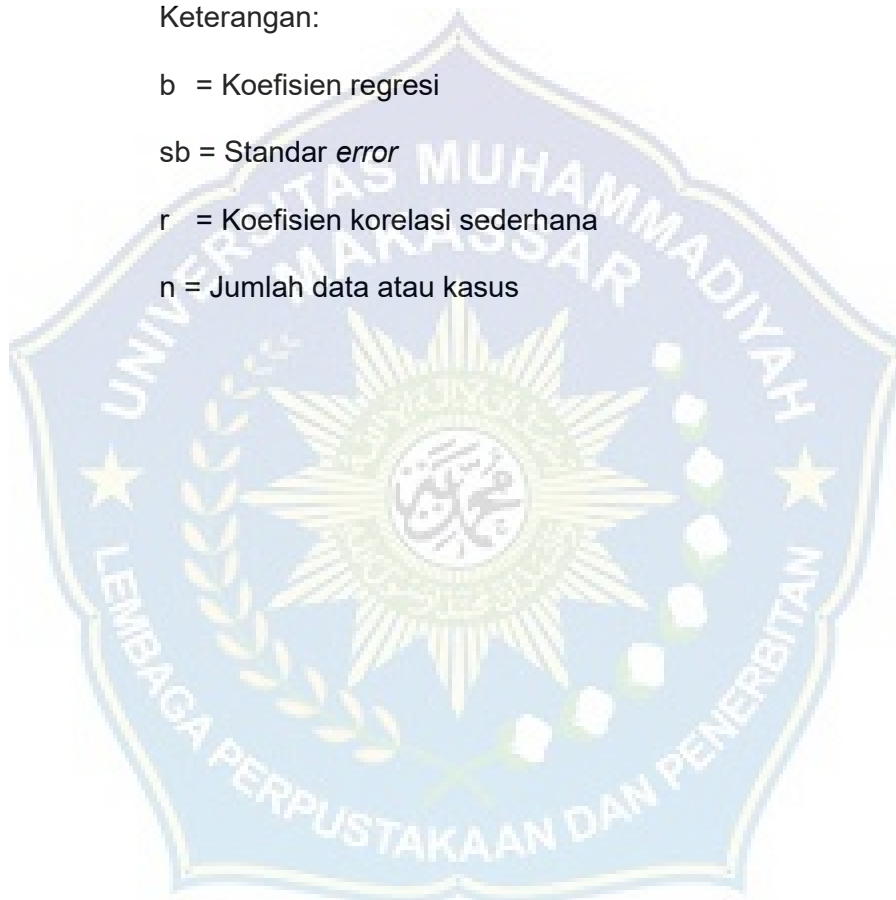 Keterangan:
b = Koefisien regresi
sb = Standar error
r = Koefisien korelasi sederhana
n = Jumlah data atau kasus
UNIVERSITAS MUHAMMADIYAH
MAKASSAR
LEMBAGA PERPUSTAKAAN DAN PENERBITAN